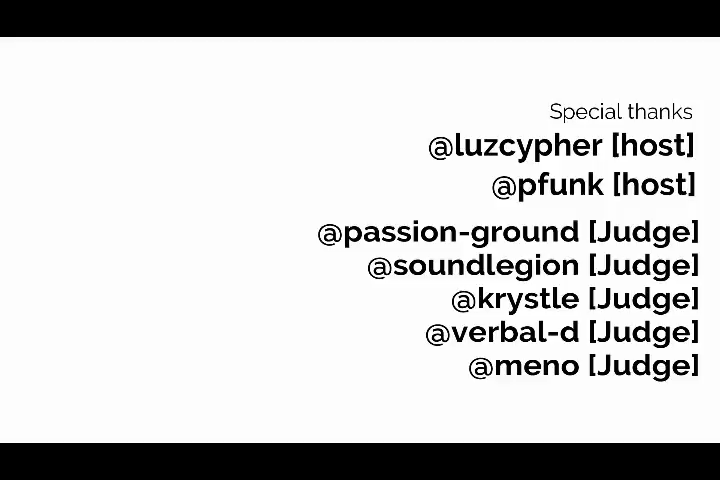 Special thanks
@luzcypher [host]
@pfunk [host]
@passion-ground [Judge]
@soundlegion [Judge]
@krystle [Judge]
@verbal-d [Judge]
@meno [Judge]